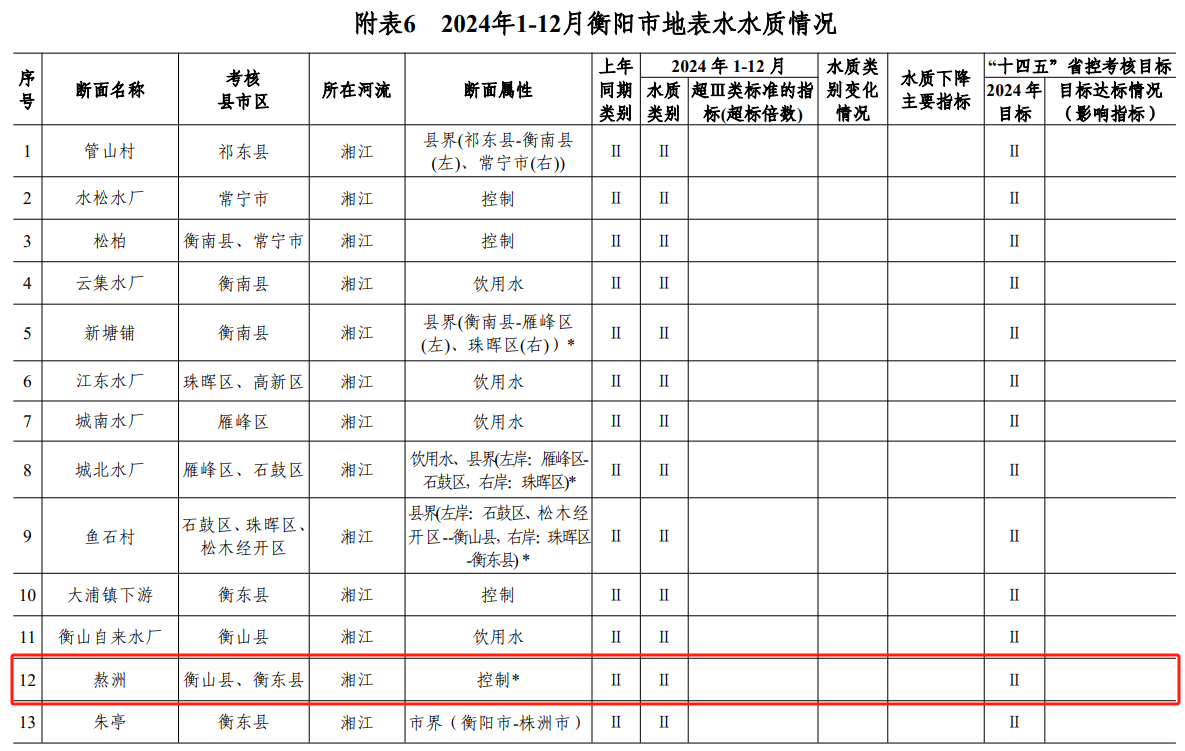 附表6 2024年1-12月衡阳市地表水水质情况
序号 断面名称 考核县市区 所在河流 断面属性 上年同期类别 2024 年 1-12 月 水质类别变化情况 水质下降主要指标 “十四五”省控考核目标
水质类别 超Ⅲ类标准的指标(超标倍数) 2024 年目标 目标达标情况（影响指标）
1 管山村 祁东县 湘江 县界(祁东县-衡南县(左)、常宁市(右)) Ⅱ Ⅱ Ⅱ
2 水松水厂 常宁市 湘江 控制 Ⅱ Ⅱ Ⅱ
3 松柏 衡南县、常宁市 湘江 控制 Ⅱ Ⅱ Ⅱ
4 云集水厂 衡南县 湘江 饮用水 Ⅱ Ⅱ Ⅱ
5 新塘铺 衡南县 湘江 县界(衡南县-雁峰区(左)、珠晖区(右)）* Ⅱ Ⅱ Ⅱ
6 江东水厂 珠晖区、高新区 湘江 饮用水 Ⅱ Ⅱ Ⅱ
7 城南水厂 雁峰区 湘江 饮用水 Ⅱ Ⅱ Ⅱ
8 城北水厂 雁峰区、石鼓区 湘江 饮用水、县界(左岸：雁峰区-石鼓区，右岸：珠晖区)* Ⅱ Ⅱ Ⅱ
9 鱼石村 石鼓区、珠晖区、松木经开区 湘江 县界(左岸：石鼓区、松木经开区--衡山县，右岸：珠晖区-衡东县)* Ⅱ Ⅱ Ⅱ
10 大浦镇下游 衡东县 湘江 控制 Ⅱ Ⅱ Ⅱ
11 衡山自来水厂 衡山县 湘江 饮用水 Ⅱ Ⅱ Ⅱ
12 熬洲 衡山县、衡东县 湘江 控制* Ⅱ Ⅱ Ⅱ
13 朱亭 衡东县 湘江 市界（衡阳市-株洲市） Ⅱ Ⅱ Ⅱ